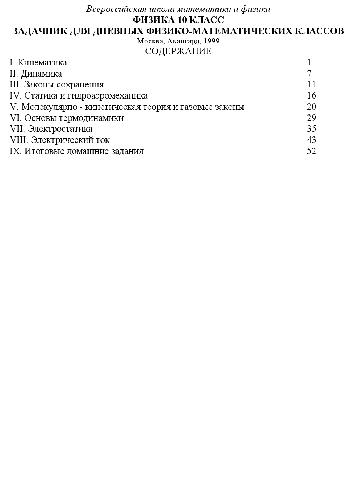 Всероссийская школа математики и физики
ФИЗИКА 10 КЛАСС
ЗАДАЧНИК ДЛЯ ДНЕВНЫХ ФИЗИКО-МАТЕМАТИЧЕСКИХ КЛАССОВ
Москва, Авангард, 1999
СОДЕРЖАНИЕ
I. Кинематика 1
II. Динамика 7
III. Законы сохранения 11
IV. Статика и гидроаэромеханика 16
V. Молекулярно - кинетическая теория и газовые законы 20
VI. Основы термодинамики 29
VII. Электростатика 35
VIII. Электрический ток 43
IX. Итоговые домашние задания 52